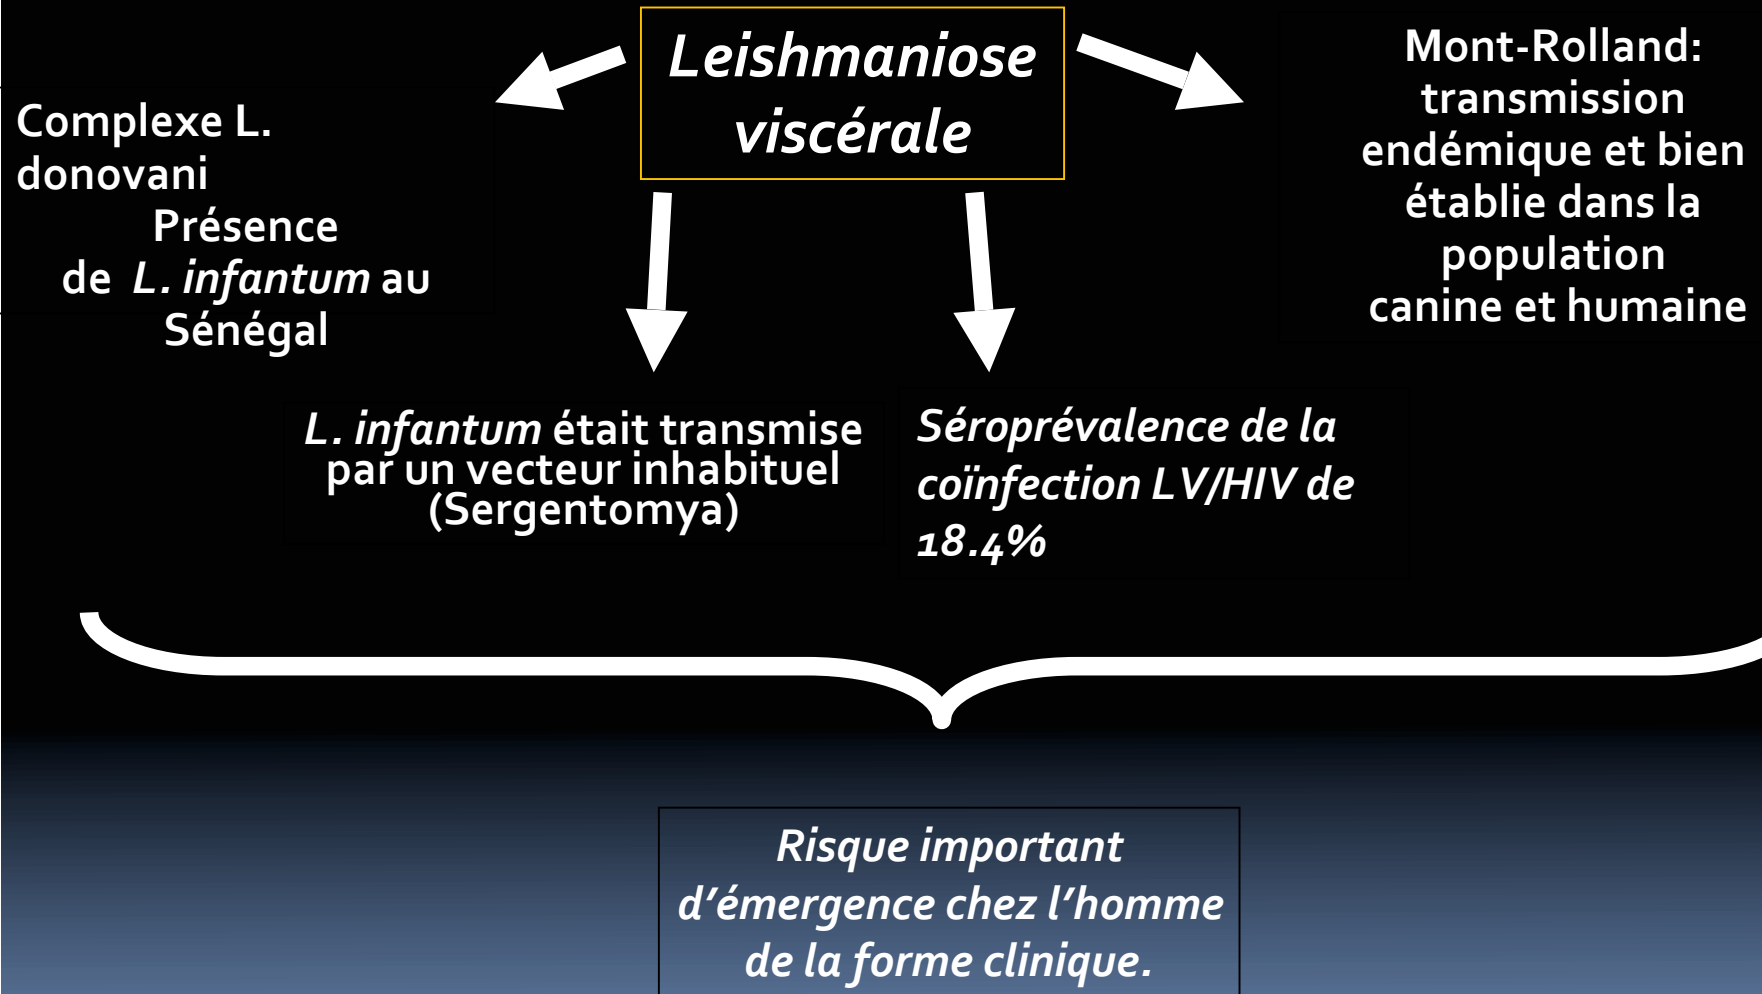 Leishmaniose
viscérale
Complexe L.
donovani
Présence
de L. infantum au
Sénégal
Mont-Rolland:
transmission
endémique et bien
établie dans la
population
canine et humaine
L. infantum était transmise
par un vecteur inhabituel
(Sergentomya)
Séroprévalence de la
coïnfection LV/HIV de
18.4%
Risque important
d’émergence chez l’homme
de la forme clinique.